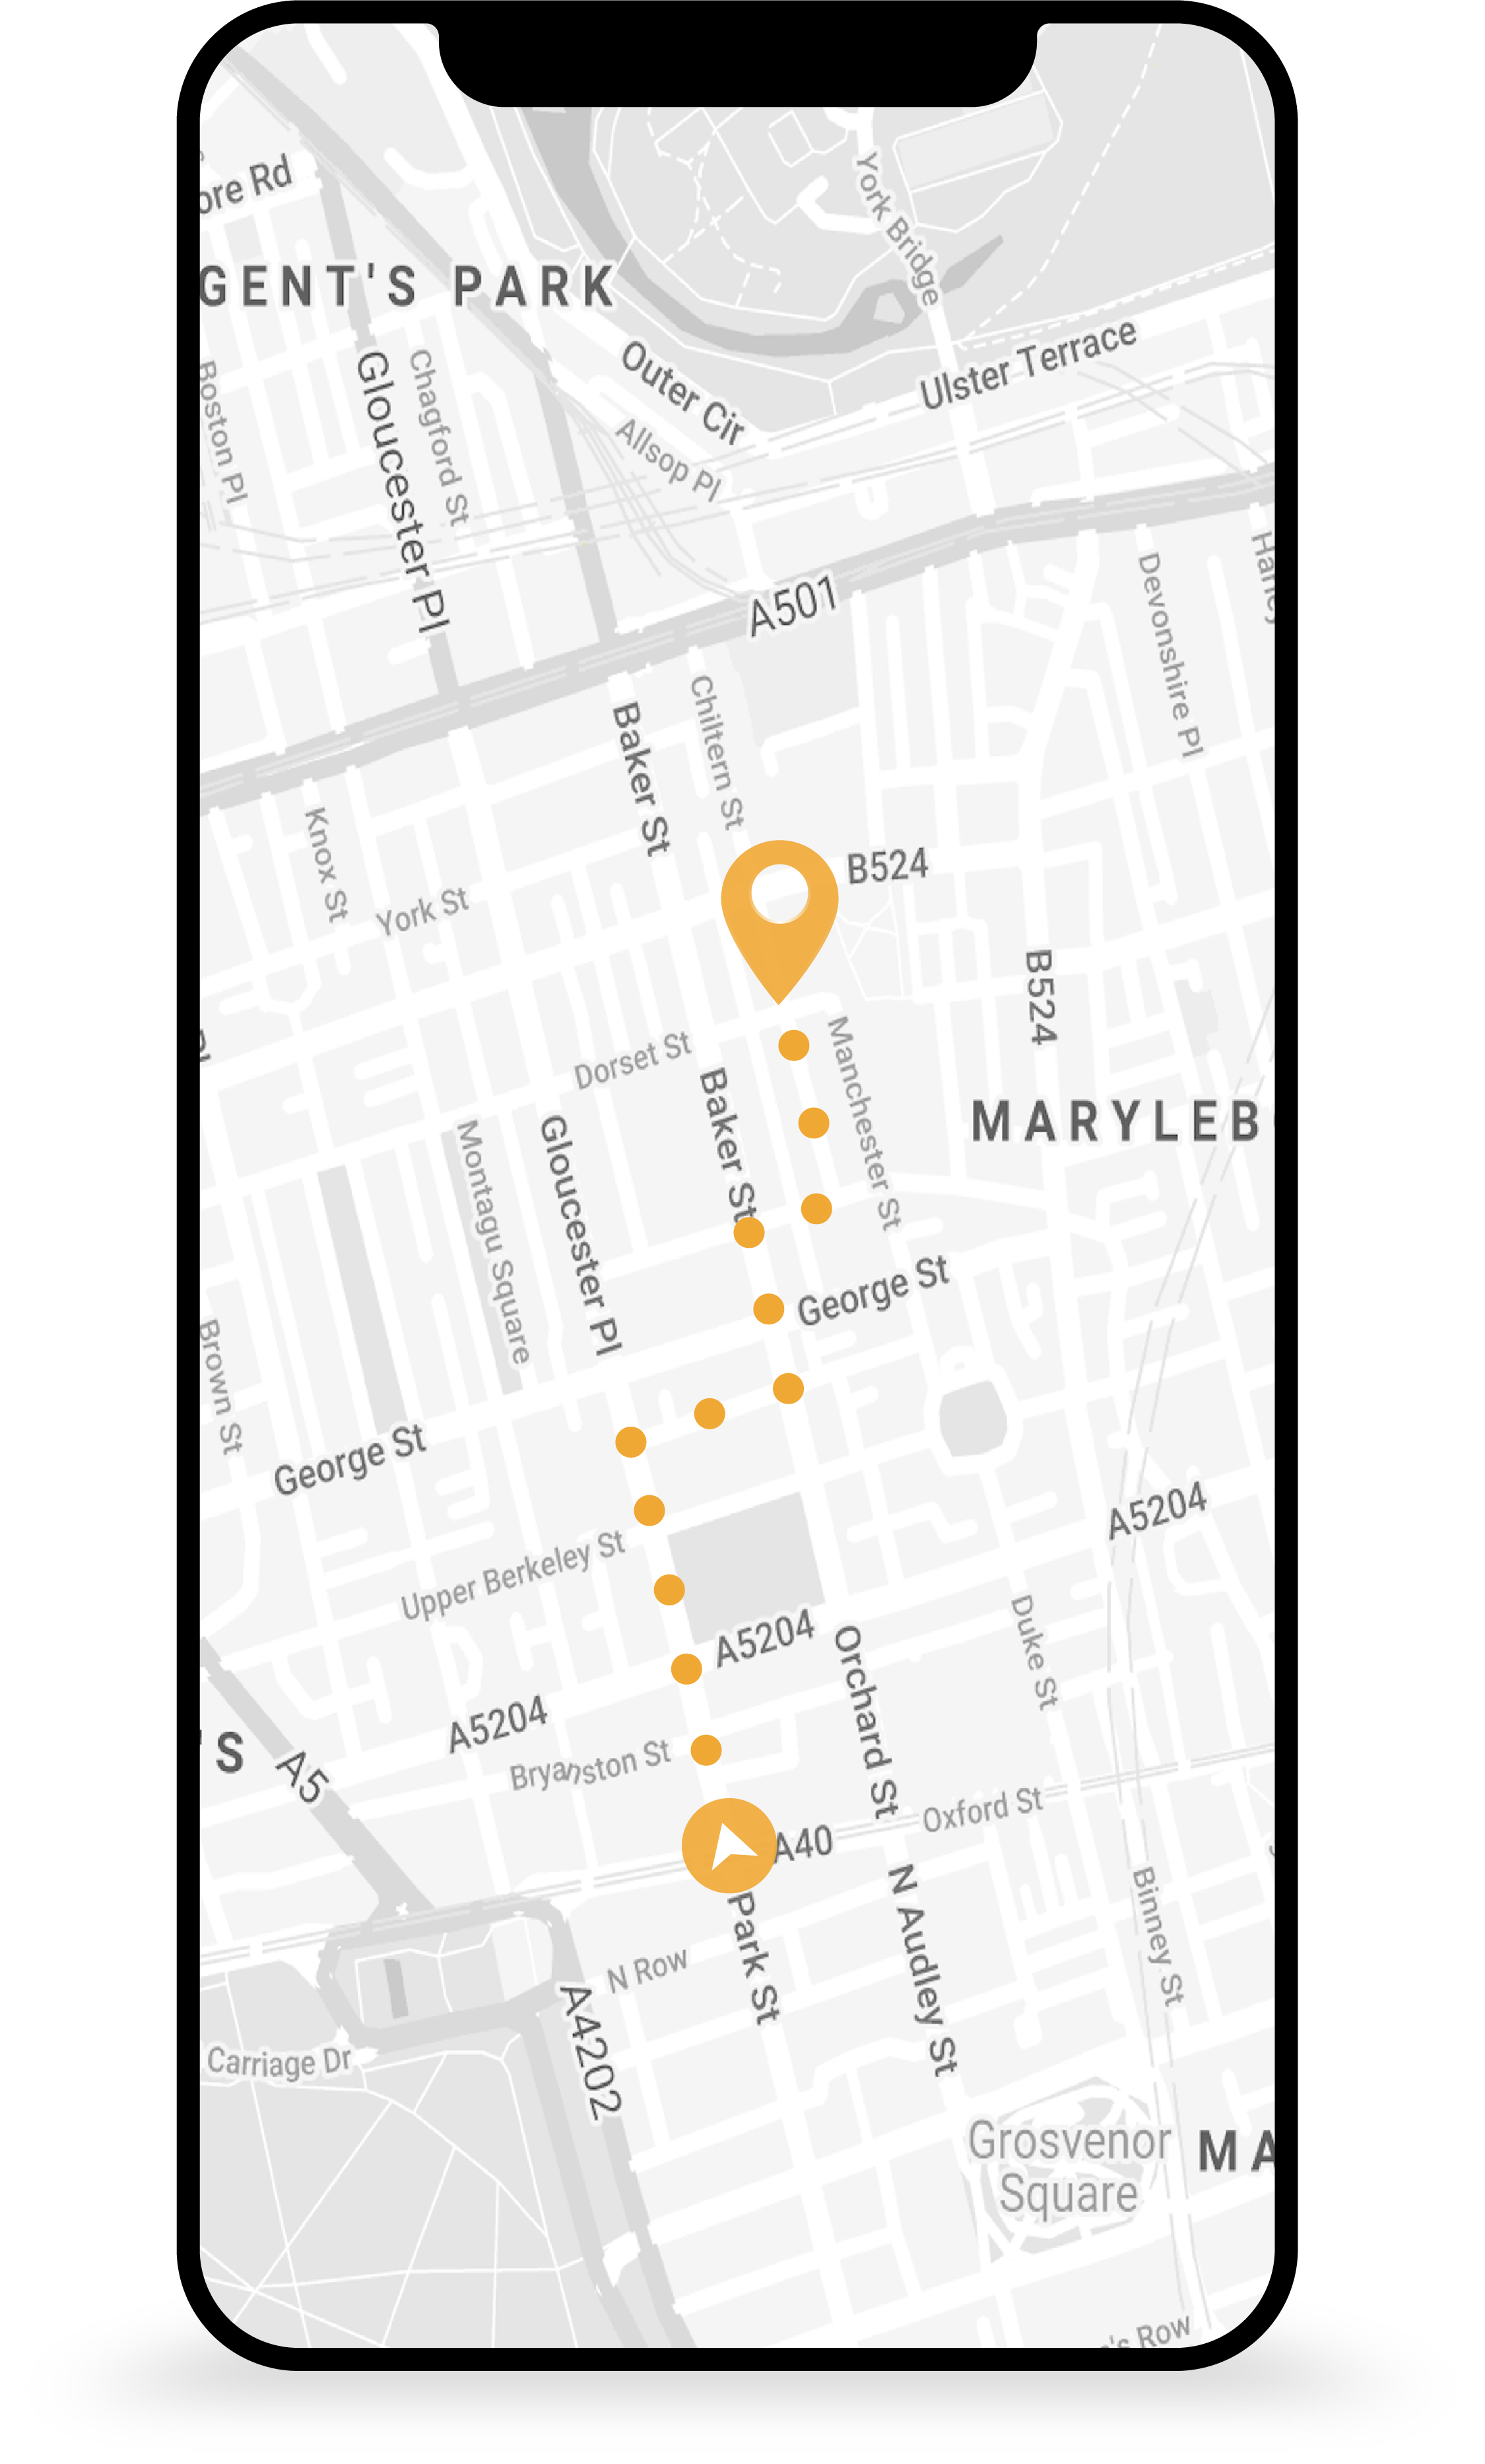 ore Rd
York Bridge
GENT'S PARK
Outer Cir
Ulster Terrace
Boston Pl
Gloucester Pl
Chagford St
Allsop Pl
A501
Devonshire Pl
Baker St
Chiltern St
Knox St
York St
B524
B524
Dorset St
Manchester St
Baker St
MARYLEB
Gloucester Pl
Montagu Square
George St
Brown St
George St
A5204
Upper Berkeley St
Duke St
A5204
Orchard St
A5204
'S
A5
Bryanston St
Oxford St
A40
N Audley St
Binney St
Park St
N Row
A4202
Carriage Dr
Grosvenor
Square
MA
's Row